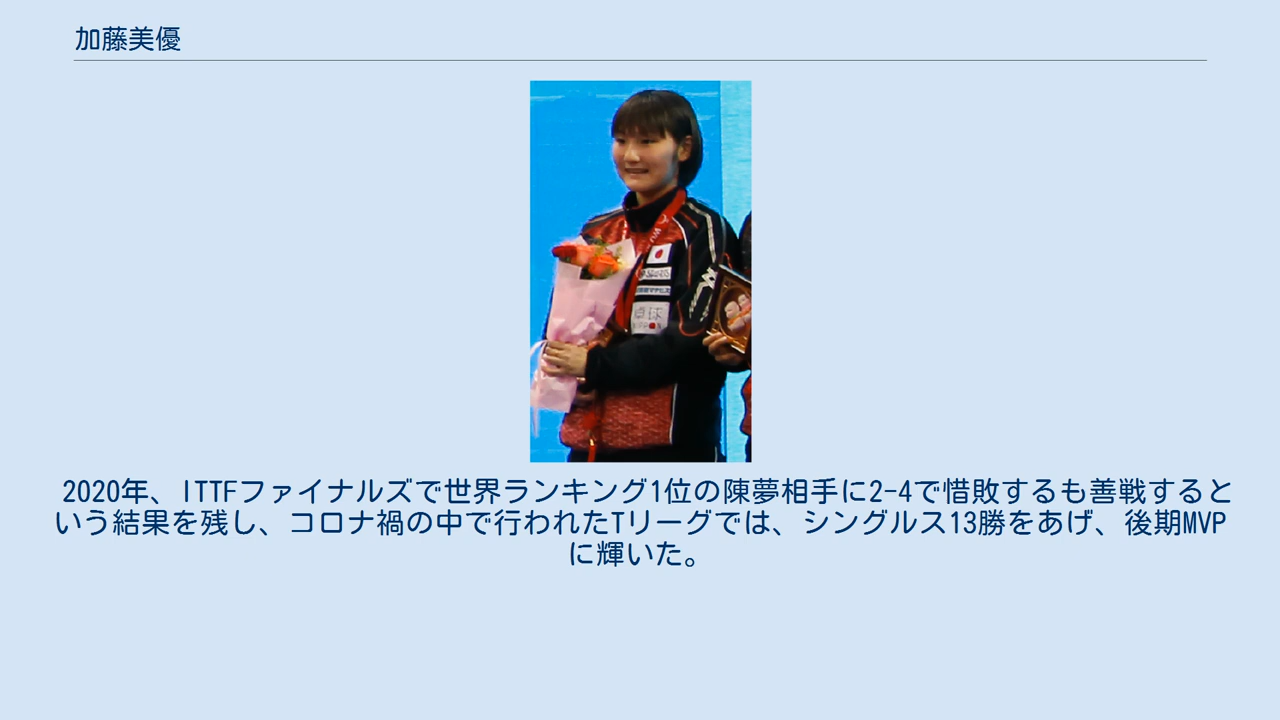 加藤美優
卓球
2020年、ITTFファイナルズで世界ランキング1位の陳夢相手に2-4で惜敗するも善戦すると
いう結果を残し、コロナ禍の中で行われたTリーグでは、シングルス13勝をあげ、後期MVP
に輝いた。